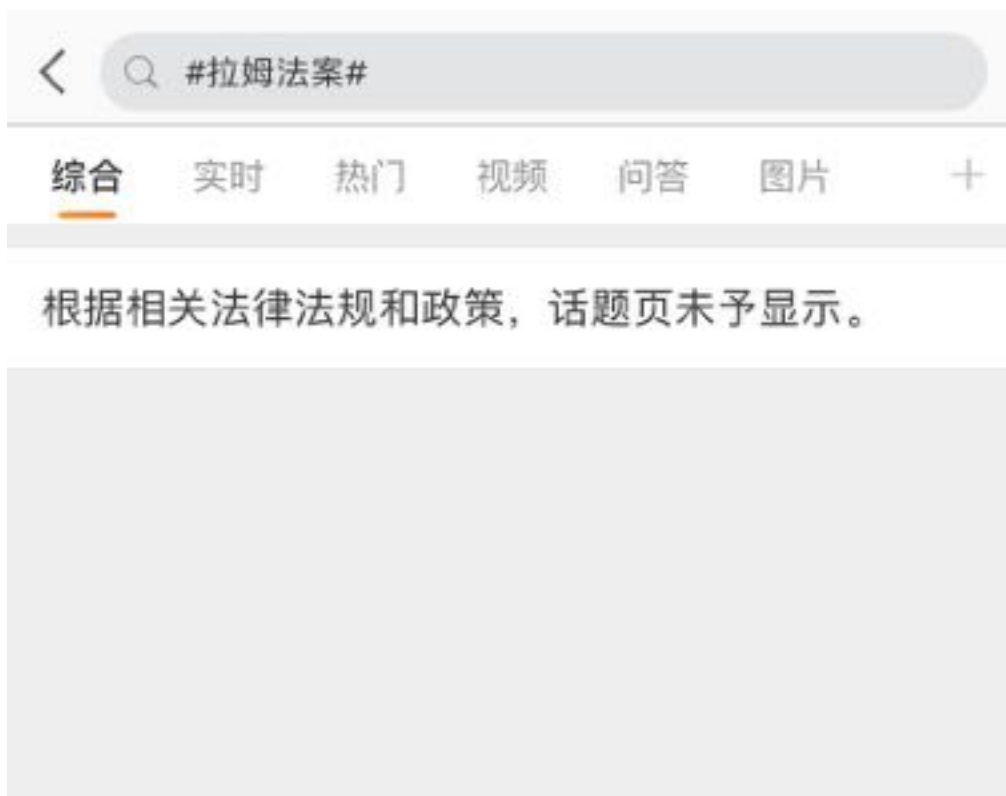 #拉姆法案#
综合 实时 热门 视频 问答 图片
根据相关法律法规和政策，话题页未予显示。